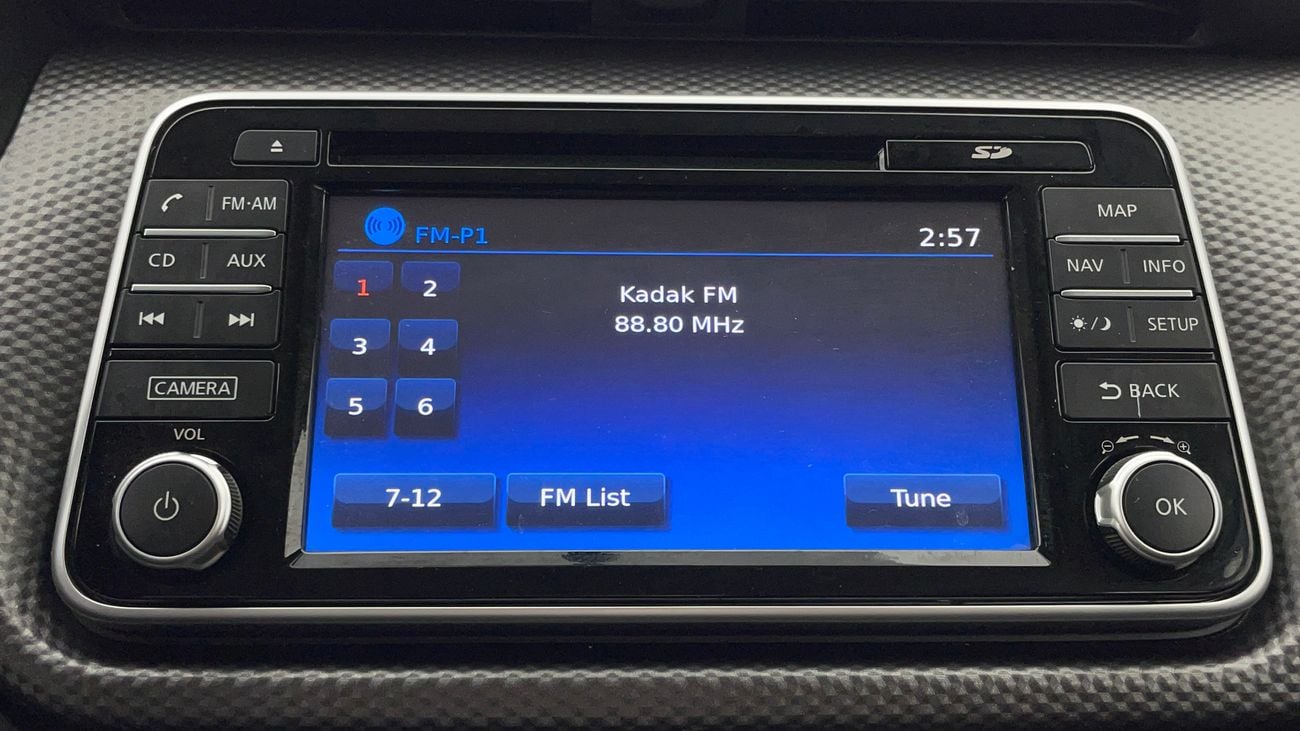 SD
FM·AM
MAP
FM-P1
2:57
CD
AUX
NAV
INFO
1
2
Kadak FM
88.80 MHz
3
4
SETUP
CAMERA
BACK
5
6
VOL
7-12
FM List
Tune
OK